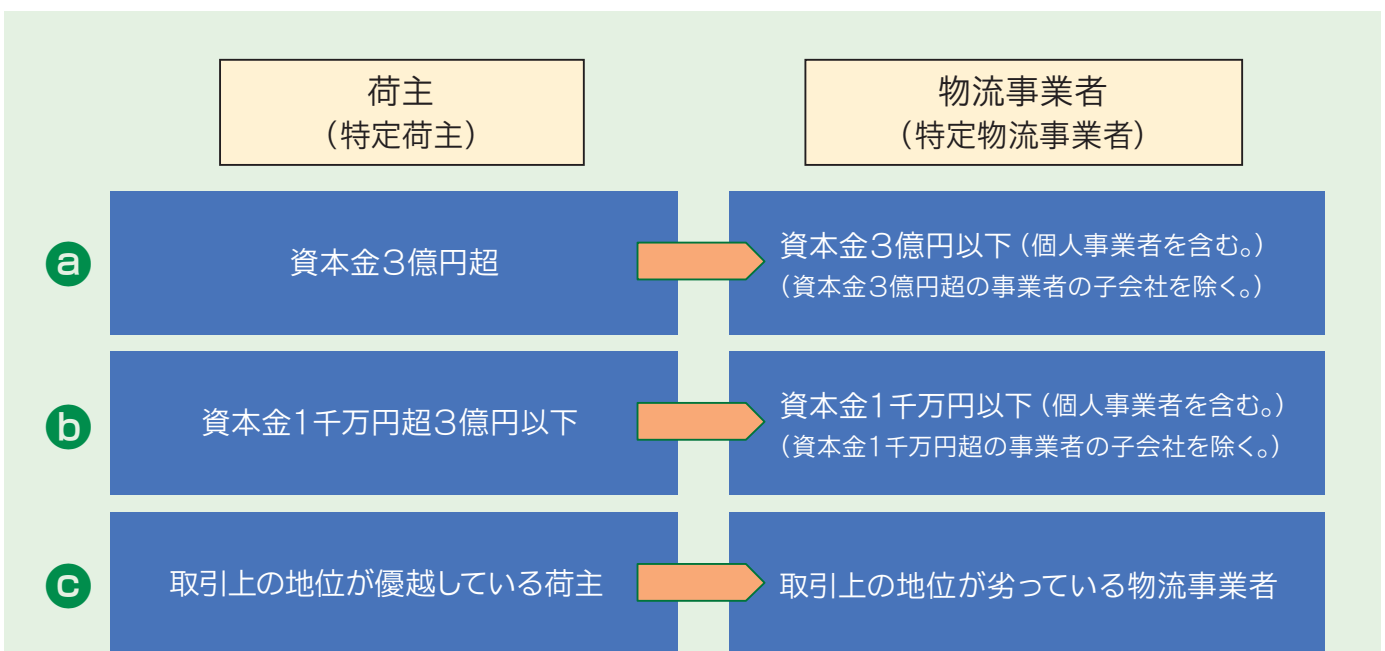 荷主
（特定荷主）
物流事業者
（特定物流事業者）
a
資本金3億円超
資本金3億円以下（個人事業者を含む。）
（資本金3億円超の事業者の子会社を除く。）
b
資本金1千万円超3億円以下
資本金1千万円以下（個人事業者を含む。）
（資本金1千万円超の事業者の子会社を除く。）
c
取引上の地位が優越している荷主
取引上の地位が劣っている物流事業者